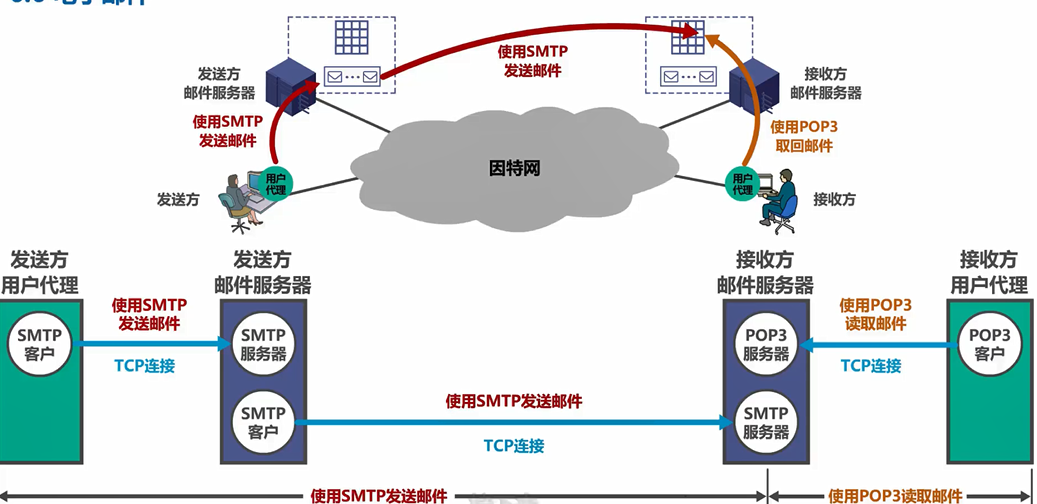 使用SMTP
发送邮件
发送方
邮件服务器
接收方
邮件服务器
使用SMTP
发送邮件
使用POP3
取回邮件
因特网
用户
代理
用户
代理
发送方
接收方
发送方
用户代理
发送方
邮件服务器
接收方
邮件服务器
接收方
用户代理
使用SMTP
发送邮件
使用POP3
读取邮件
SMTP
客户
SMTP
服务器
POP3
服务器
POP3
客户
TCP连接
TCP连接
使用SMTP发送邮件
SMTP
客户
SMTP
服务器
TCP连接
使用SMTP发送邮件
使用POP3读取邮件